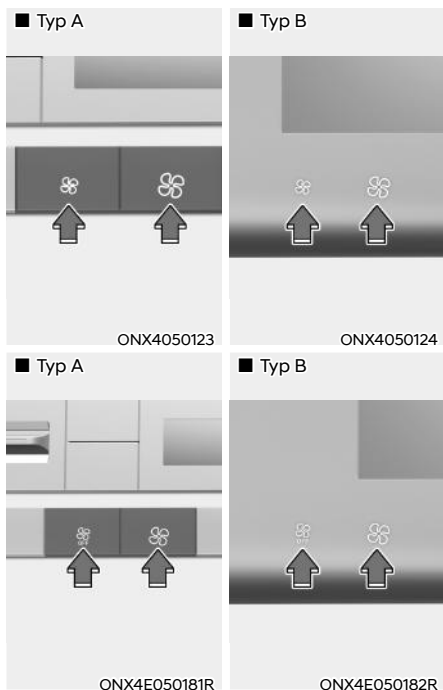 ■ Typ A
■ Typ B
ONX4050123
ONX4050124
■ Typ A
■ Typ B
ONX4E050181R
ONX4E050182R